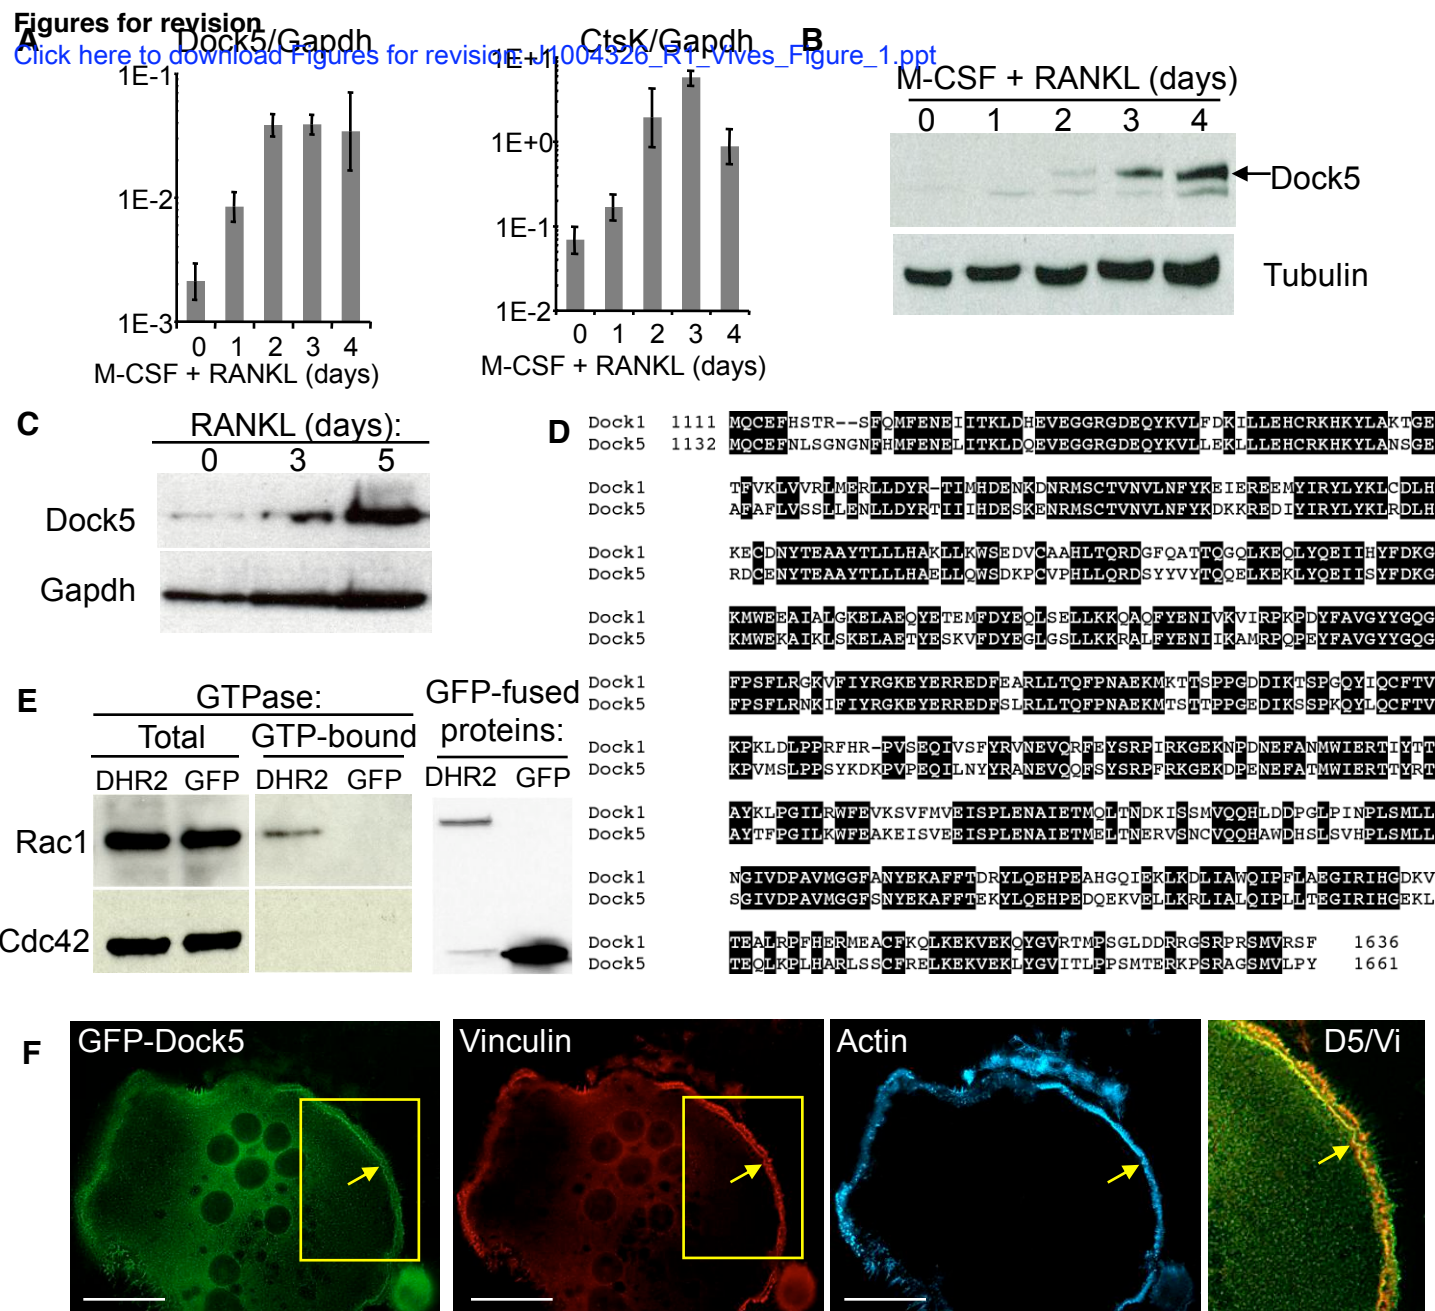 Figures for revision
Click here to download Figures for revision: J1004326_R1_Vives_Figure_1.ppt
A
Dock5/Gapdh
1E-1
1E-2
1E-3
0 1 2 3 4
M-CSF + RANKL (days)
CtsK/Gapdh
1E+1
1E+0
1E-1
1E-2
0 1 2 3 4
M-CSF + RANKL (days)
B
M-CSF + RANKL (days)
0 1 2 3 4
Dock5
Tubulin
C
RANKL (days):
0 3 5
Dock5
Gapdh
D
Dock1 1111 MQCEFHSTR--SFQMFENEIITKLDHEVEGGRGDEQYKVLFDKILLEHCRKHKYLAKTGE
Dock5 1132 MQCEFNLSGNGNFHMFENELITKLDQEVEGGRGDEQYKVLLEKLLLEHCRKHKYLANSGE
Dock1 TFVKLVVRLMERLLDYR-TIMHDENKDNRMSCTVNVLNFYKEIEREEMYIRYLYKLCDLH
Dock5 AFAFLVSSLLENLLDYRTIIIHDESKENRMSCTVNVLNFYKDKKREDIYIRYLYKLRDLH
Dock1 KECDNYTEAAYTLLLHAKLLKWSEDVCAAHLTQRDGFQATTQGQLKEQLYQEIIHYFDKG
Dock5 RDCENYTEAAYTLLLHAELLQWSDKPCVPHLLQRDSYYVYTQQELKEKLYQEIISYFDKG
Dock1 KMWEEAIALGKELAEQYETEMFDYEQLSELLKKQAQFYENIVKVIRPKPDYFAVGYYGQG
Dock5 KMWEKAIKLSKELAETYESKVFDYEGLGSLLKKRALFYENIIKAMRPQPEYFAVGYYGQG
Dock1 FPSFLRGKVFIYRGKEYERREDFEARLLTQFPNAEKMKTTSPPGDDIKTSPGQYIQCFTV
Dock5 FPSFLRNKIFIYRGKEYERREDFSLRLLTQFPNAEKMTSTTPPGEDIKSSPKQYLQCFTV
Dock1 KPKLDLPPRFHR-PVSEQIVSFYRVNEVQRFEYSRPIRKGEKNPDNEFANMWIERTIYTT
Dock5 KPVMSLPPSYKDKPVPEQILNYYRANEVQQFSYSRPFRKGEKDPENEFATMWIERTTYRT
Dock1 AYKLPGILRWFEVKSVFMVEISPLENAIETMQLTNDKISSMVQQHLDDPGLPINPLSMLL
Dock5 AYTFPGILKWFEAKEISVEEISPLENAIETMELTNERVSNCVQQHAWDHSLSVHPLSMLL
Dock1 NGIVDPAVMGGFANYEKAFFTDRYLQEHPEAHGQIEKLKDLIAWQIPFLAEGIRIHGDKV
Dock5 SGIVDPAVMGGFSNYEKAFFTEKYLQEHPEDQEKVELLKRLIALQIPLLTEGIRIHGEKL
Dock1 TEALRPFHERMEACFKQLKEKVEKQYGVRTMPSGLDDRRGSRPRSMVRSF 1636
Dock5 TEQLKPLHARLSSCFRELKEKVEKLYGVITLPPSMTERKPSRAGSMVLPY 1661
E
GTPase:
Total GTP-bound
DHR2 GFP DHR2 GFP
Rac1
Cdc42
GFP-fused
proteins:
DHR2 GFP
F
GFP-Dock5
Vinculin
Actin
D5/Vi